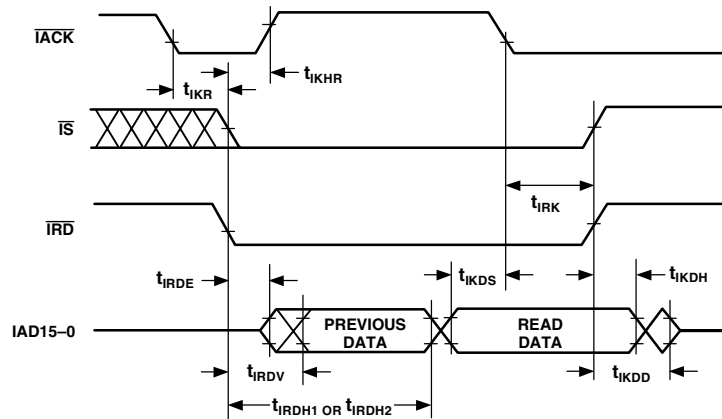 IACK
tIKHR
tIKR
IS
tIRK
IRD
tIRDE
tIKDS
tIKDH
IAD15–0
PREVIOUS
DATA
READ
DATA
tIRDV
tIKDD
tIRDH1 OR tIRDH2